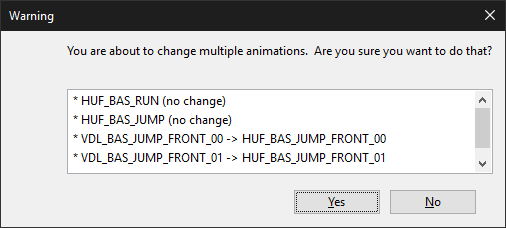 Warning
You are about to change multiple animations.  Are you sure you want to do that?
* HUF_BAS_RUN (no change)
* HUF_BAS_JUMP (no change)
* VDL_BAS_JUMP_FRONT_00 -> HUF_BAS_JUMP_FRONT_00
* VDL_BAS_JUMP_FRONT_01 -> HUF_BAS_JUMP_FRONT_01
Yes
No